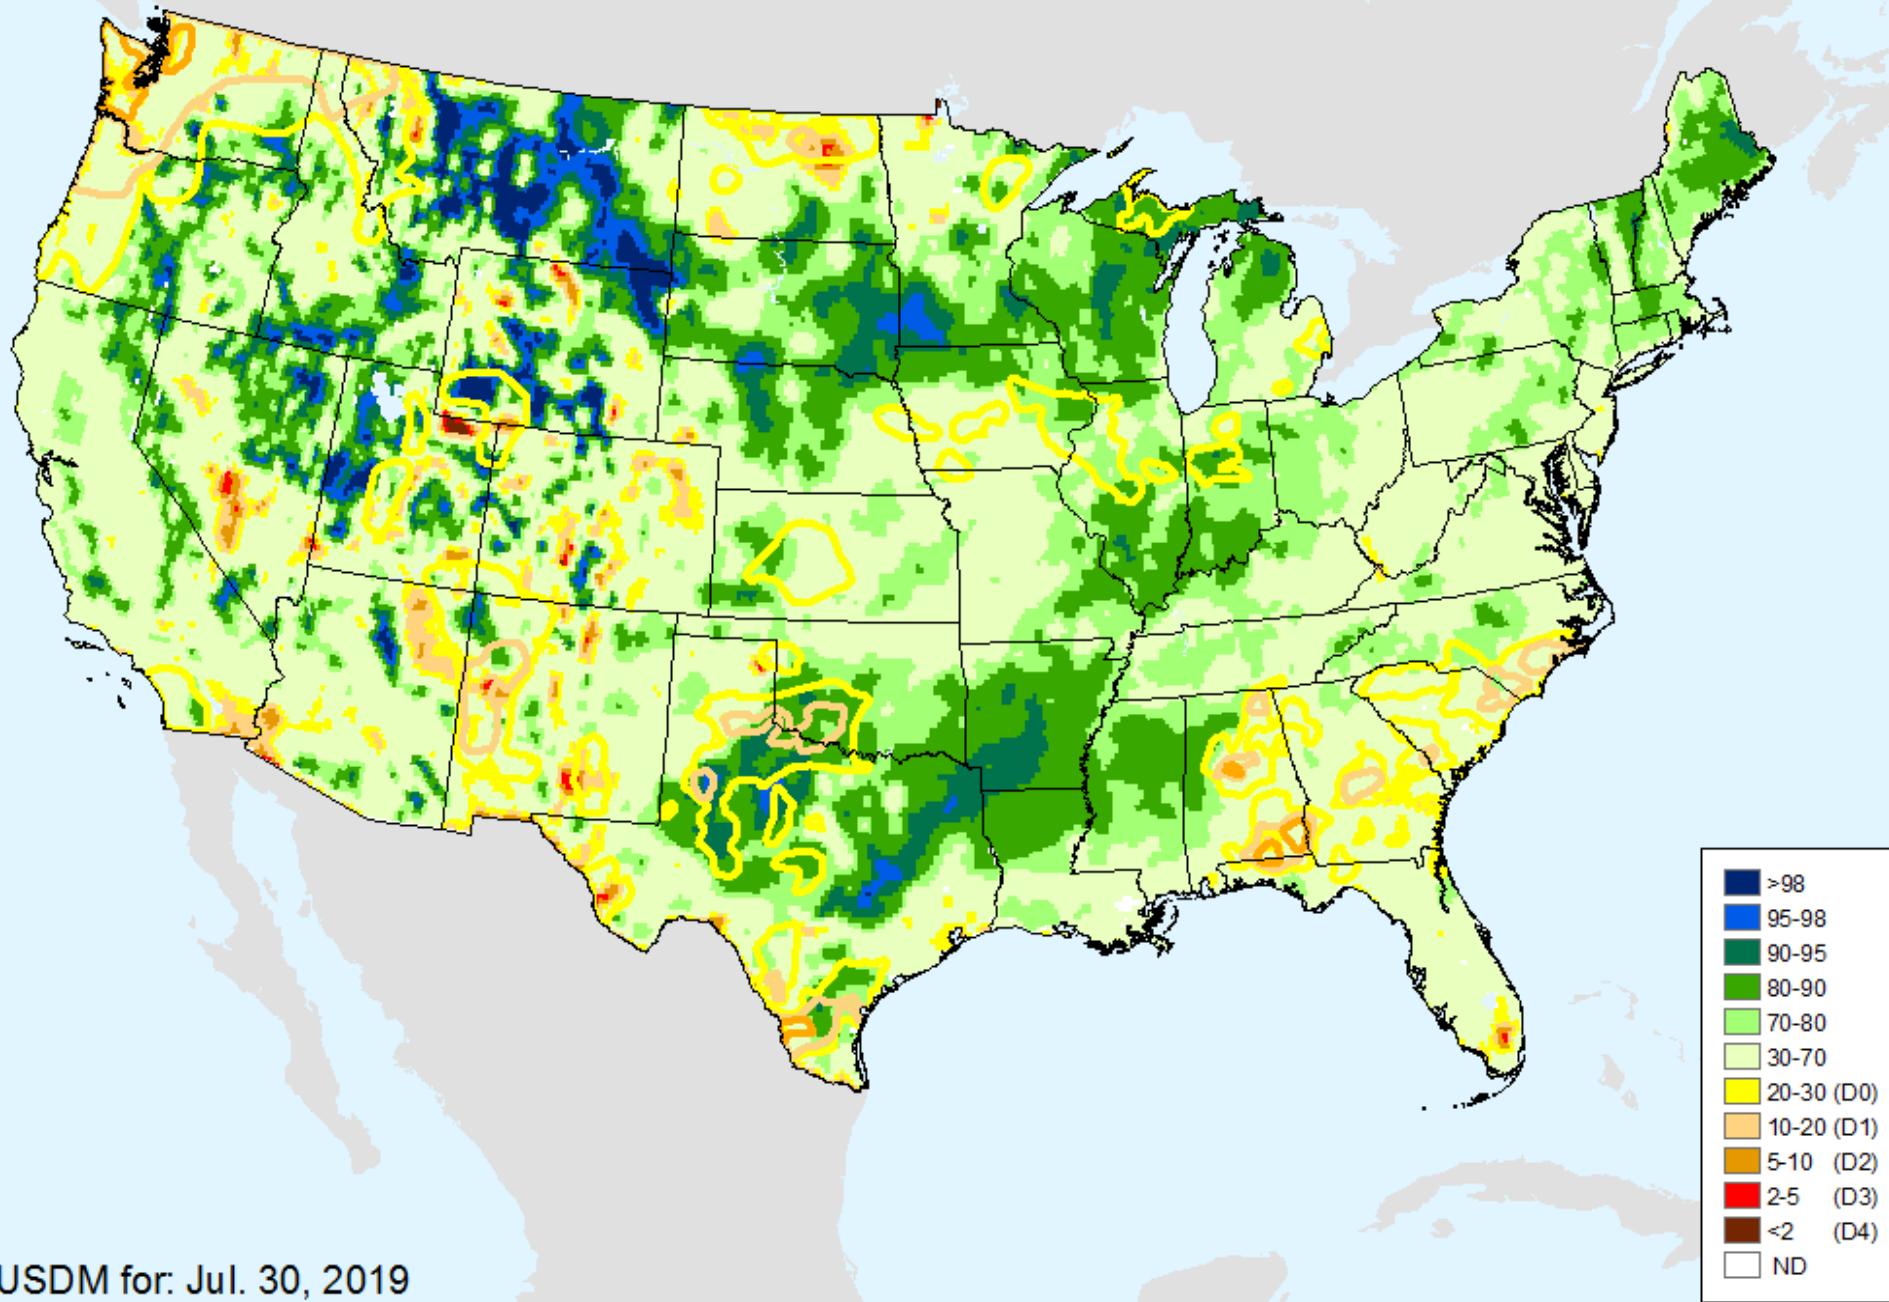 >98
95-98
90-95
80-90
70-80
30-70
20-30 (D0)
10-20 (D1)
5-10 (D2)
2-5 (D3)
<2 (D4)
ND
USDM for: Jul. 30, 2019